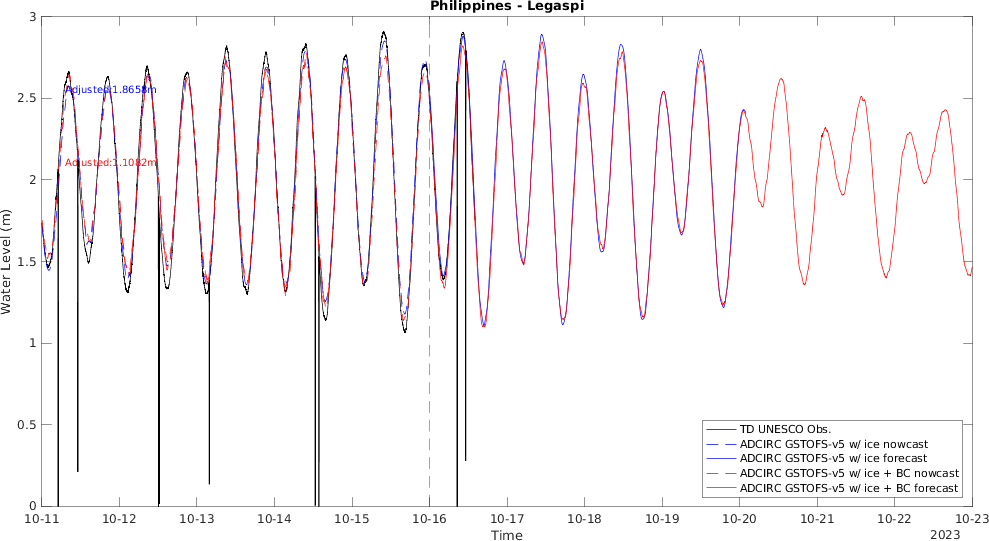 Philippines - Legaspi
3
2.5
2
1.5
1
0.5
0
Water Level (m)
Adjusted:1.8658m
Adjusted:1.1082m
TD UNESCO Obs.
ADCIRC GSTOFS-v5 w/ ice nowcast
ADCIRC GSTOFS-v5 w/ ice forecast
ADCIRC GSTOFS-v5 w/ ice + BC nowcast
ADCIRC GSTOFS-v5 w/ ice + BC forecast
10-11 10-12 10-13 10-14 10-15 10-16 10-17 10-18 10-19 10-20 10-21 10-22 10-23
Time
2023